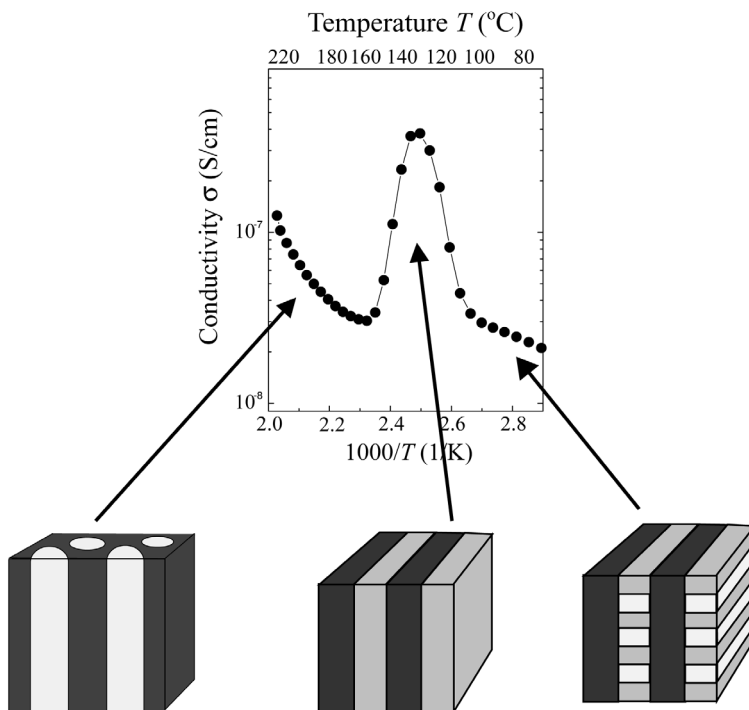 Temperature T (°C)
220 180 160 140 120 100 80
Conductivity σ (S/cm)
10-7
10-8
2.0 2.2 2.4 2.6 2.8
1000/T (1/K)